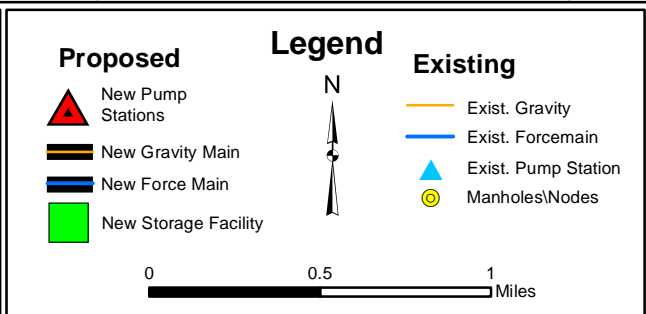 Legend
Proposed
New Pump
Stations
New Gravity Main
New Force Main
New Storage Facility
N
Existing
Exist. Gravity
Exist. Forcemain
Exist. Pump Station
Manholes\Nodes
0 0.5 1
Miles